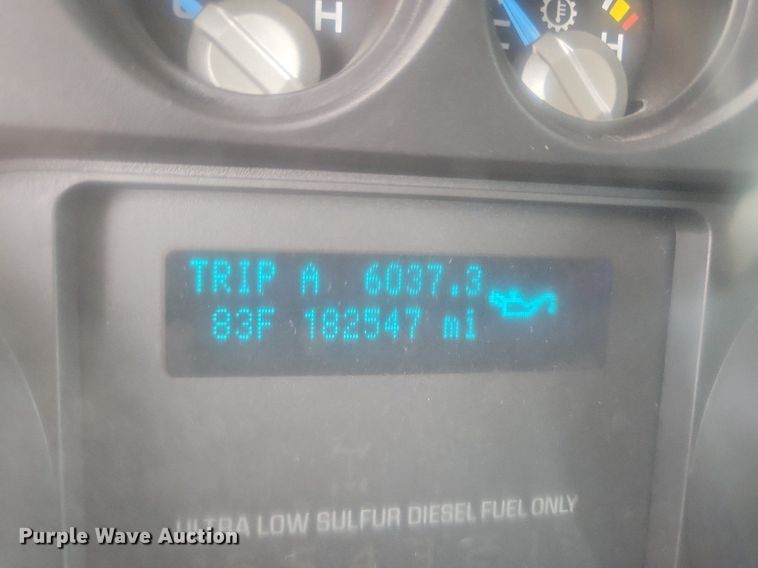 H
H
TRIP A 6037.3
83F 182547 mi
ULTRA LOW SULFUR DIESEL FUEL ONLY
Purple Wave Auction